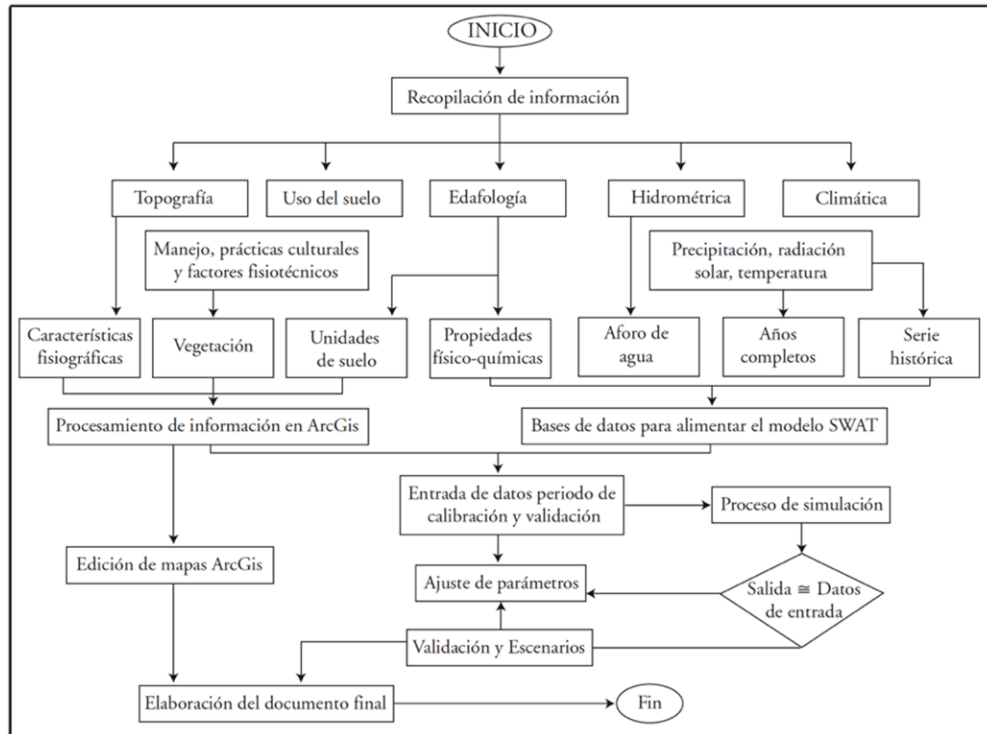 INICIO
Recopilación de información
Topografía
Uso del suelo
Edafología
Hidrométrica
Climática
Manejo, prácticas culturales
y factores fisiotécnicos
Precipitación, radiación
solar, temperatura
Características
fisiográficas
Vegetación
Unidades
de suelo
Propiedades
físico-químicas
Aforo de
agua
Años
completos
Serie
histórica
Procesamiento de información en ArcGis
Bases de datos para alimentar el modelo SWAT
Entrada de datos periodo de
calibración y validación
Proceso de simulación
Edición de mapas ArcGis
Ajuste de parámetros
Salida ≅ Datos
de entrada
Validación y Escenarios
Elaboración del documento final
Fin